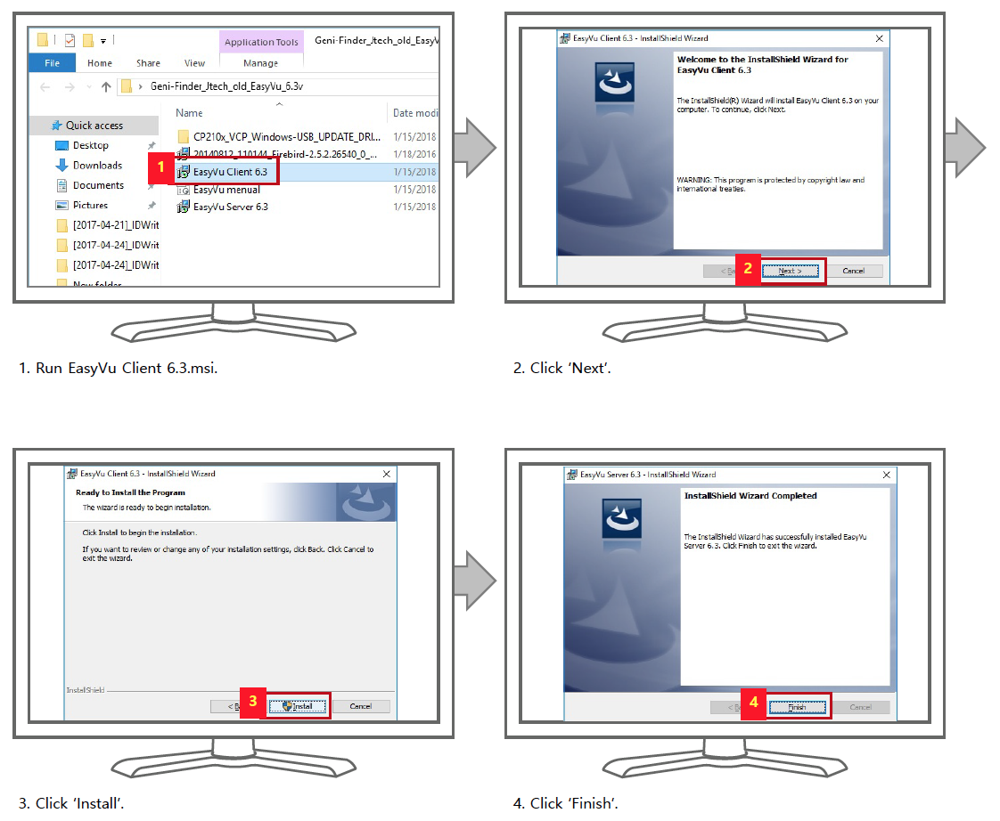 Application Tools
Geni-Finder_Jtech_old_EasyV
File
Home
Share
View
Manage
Geni-Finder_Jtech_old_EasyVu_6.3v
Name
Date modi
Quick access
Desktop
Downloads
Documents
Pictures
[2017-04-21]_IDWrit
[2017-04-24]_IDWrit
[2017-04-24]_IDWrit
New folder
CP210x_VCP_Windows-USB_UPDATE_DRI...
1/15/2018
20140812_110144_Firebird-2.5.2.26540_0_...
1/18/2016
1
EasyVu Client 6.3
1/15/2018
EasyVu menual
1/15/2018
EasyVu Server 6.3
1/15/2018
1. Run EasyVu Client 6.3.msi.
EasyVu Client 6.3 - InstallShield Wizard
Welcome to the InstallShield Wizard for
EasyVu Client 6.3
The InstallShield(R) Wizard will install EasyVu Client 6.3 on your
computer. To continue, click Next.
WARNING: This program is protected by copyright law and
international treaties.
< Ba
2
Next >
Cancel
2. Click ‘Next’.
EasyVu Client 6.3 - InstallShield Wizard
Ready to Install the Program
The wizard is ready to begin installation.
Click Install to begin the installation.
If you want to review or change any of your installation settings, click Back. Click Cancel to
exit the wizard.
InstallShield
< B
3
Install
Cancel
3. Click ‘Install’.
EasyVu Server 6.3 - InstallShield Wizard
InstallShield Wizard Completed
The InstallShield Wizard has successfully installed EasyVu
Server 6.3. Click Finish to exit the wizard.
< B
4
Finish
Cancel
4. Click ‘Finish’.